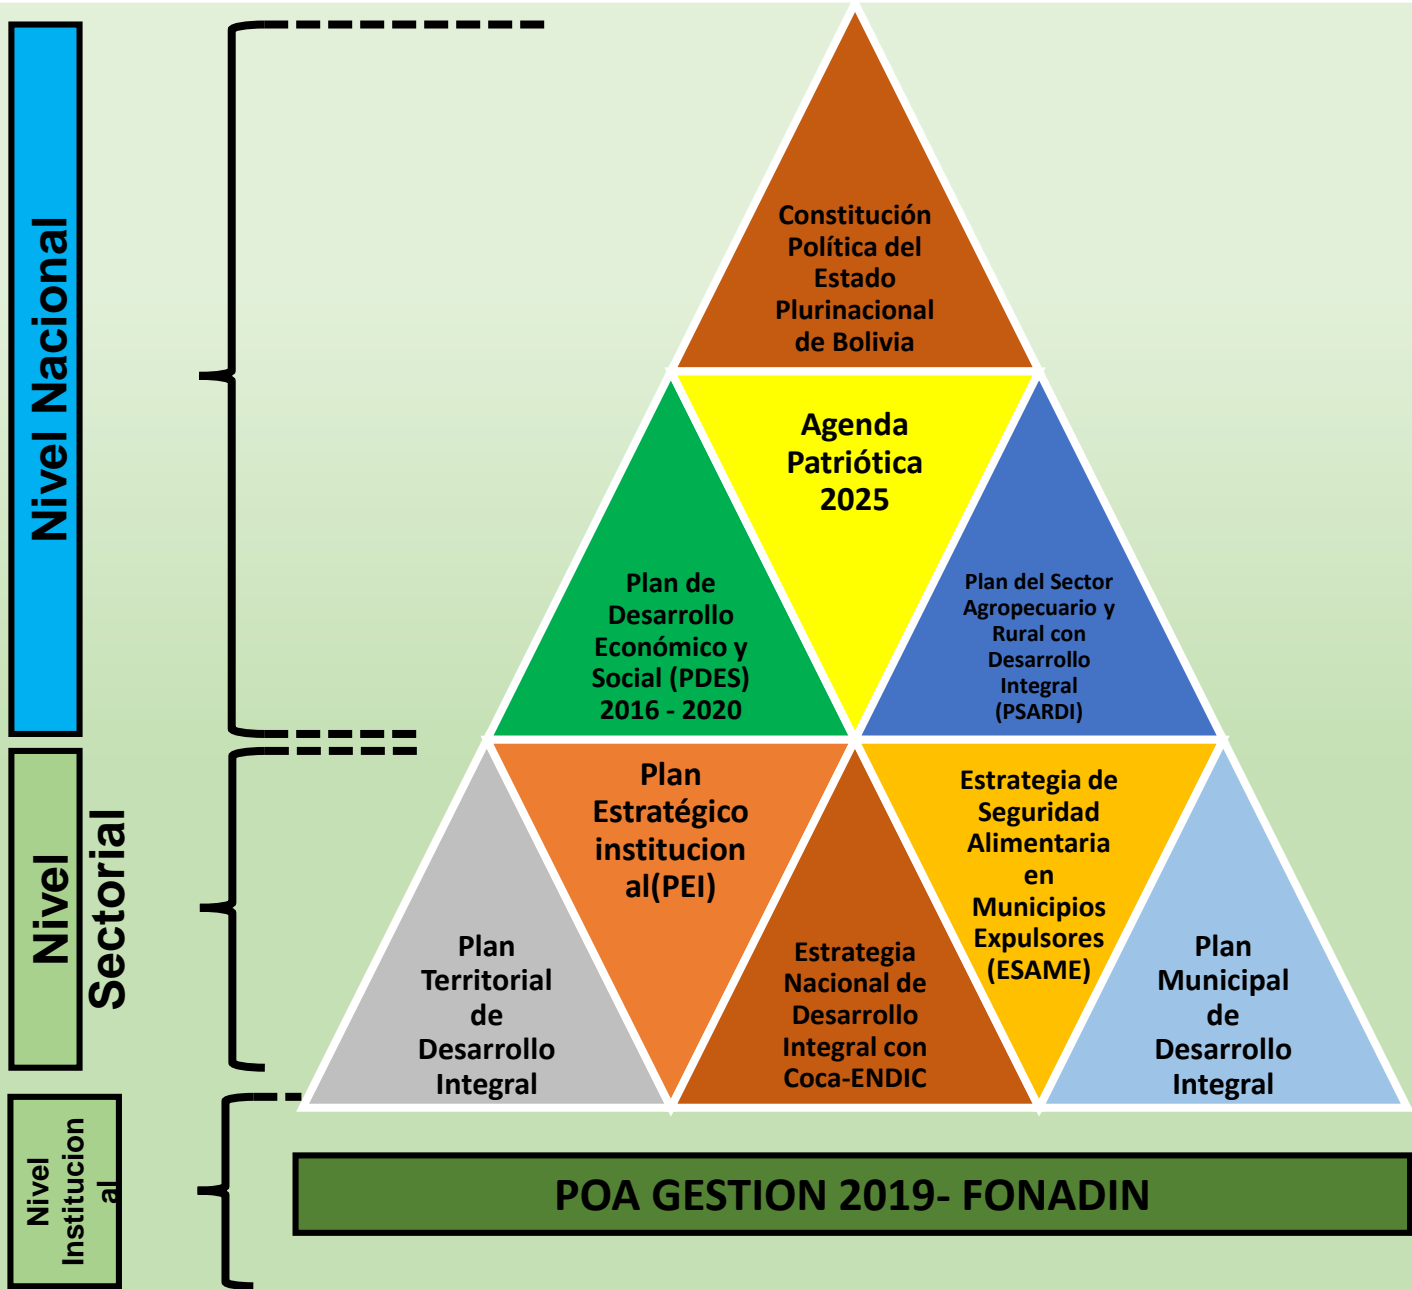 Nivel Nacional
Constitución
Política del
Estado
Plurinacional
de Bolivia
Agenda
Patriótica
2025
Plan de
Desarrollo
Económico y
Social (PDES)
2016 - 2020
Plan del Sector
Agropecuario y
Rural con
Desarrollo
Integral
(PSARDI)
Nivel
Sectorial
Plan
Territorial
de
Desarrollo
Integral
Plan
Estratégico
institucion
al(PEI)
Estrategia
Nacional de
Desarrollo
Integral con
Coca-ENDIC
Estrategia de
Seguridad
Alimentaria
en
Municipios
Expulsores
(ESAME)
Plan
Municipal
de
Desarrollo
Integral
Nivel
Institucion
al
POA GESTION 2019- FONADIN